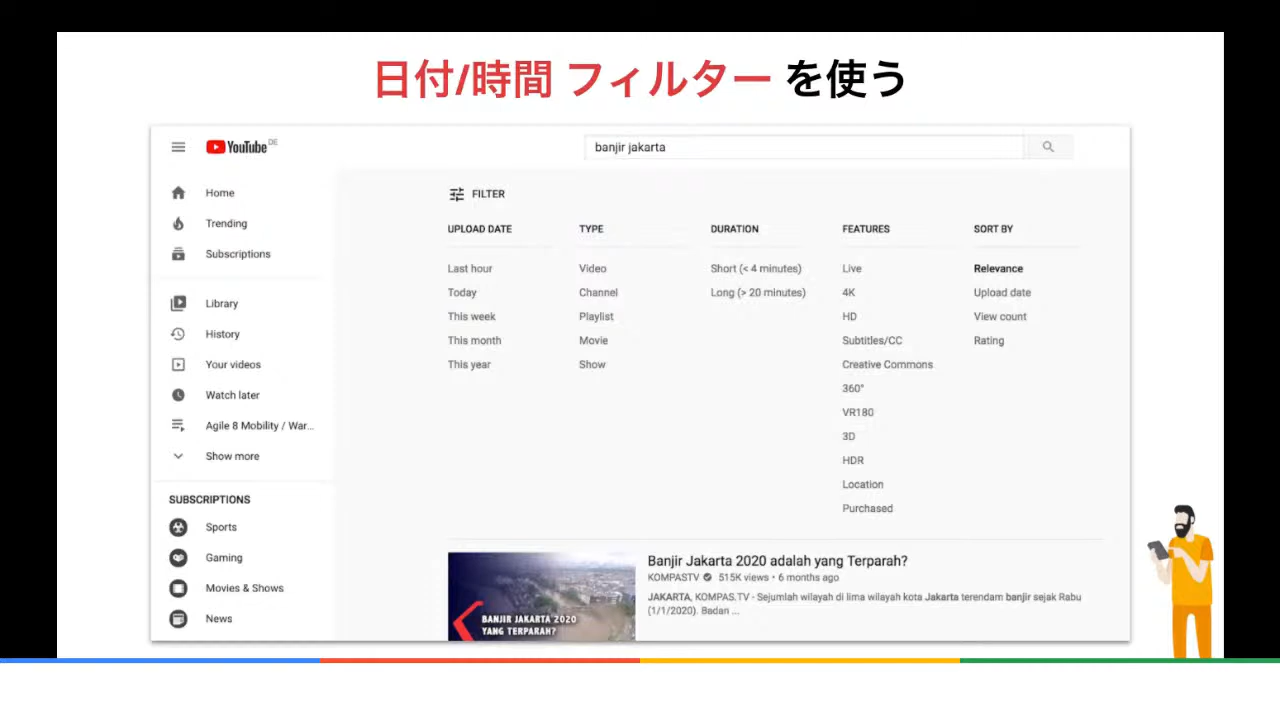 日付/時間 フィルター を使う
YouTube DE
banjir jakarta
Home
Trending
Subscriptions
Library
History
Your videos
Watch later
Agile 8 Mobility / War...
Show more
SUBSCRIPTIONS
Sports
Gaming
Movies & Shows
News
FILTER
UPLOAD DATE
Last hour
Today
This week
This month
This year
TYPE
Video
Channel
Playlist
Movie
Show
DURATION
Short (< 4 minutes)
Long (> 20 minutes)
FEATURES
Live
4K
HD
Subtitles/CC
Creative Commons
360°
VR180
3D
HDR
Location
Purchased
SORT BY
Relevance
Upload date
View count
Rating
BANJIR JAKARTA 2020
YANG TERPARAH?
Banjir Jakarta 2020 adalah yang Terparah?
KOMPASTV 515K views • 6 months ago
JAKARTA, KOMPAS.TV - Sejumlah wilayah di lima wilayah kota Jakarta terendam banjir sejak Rabu
(1/1/2020). Badan ...